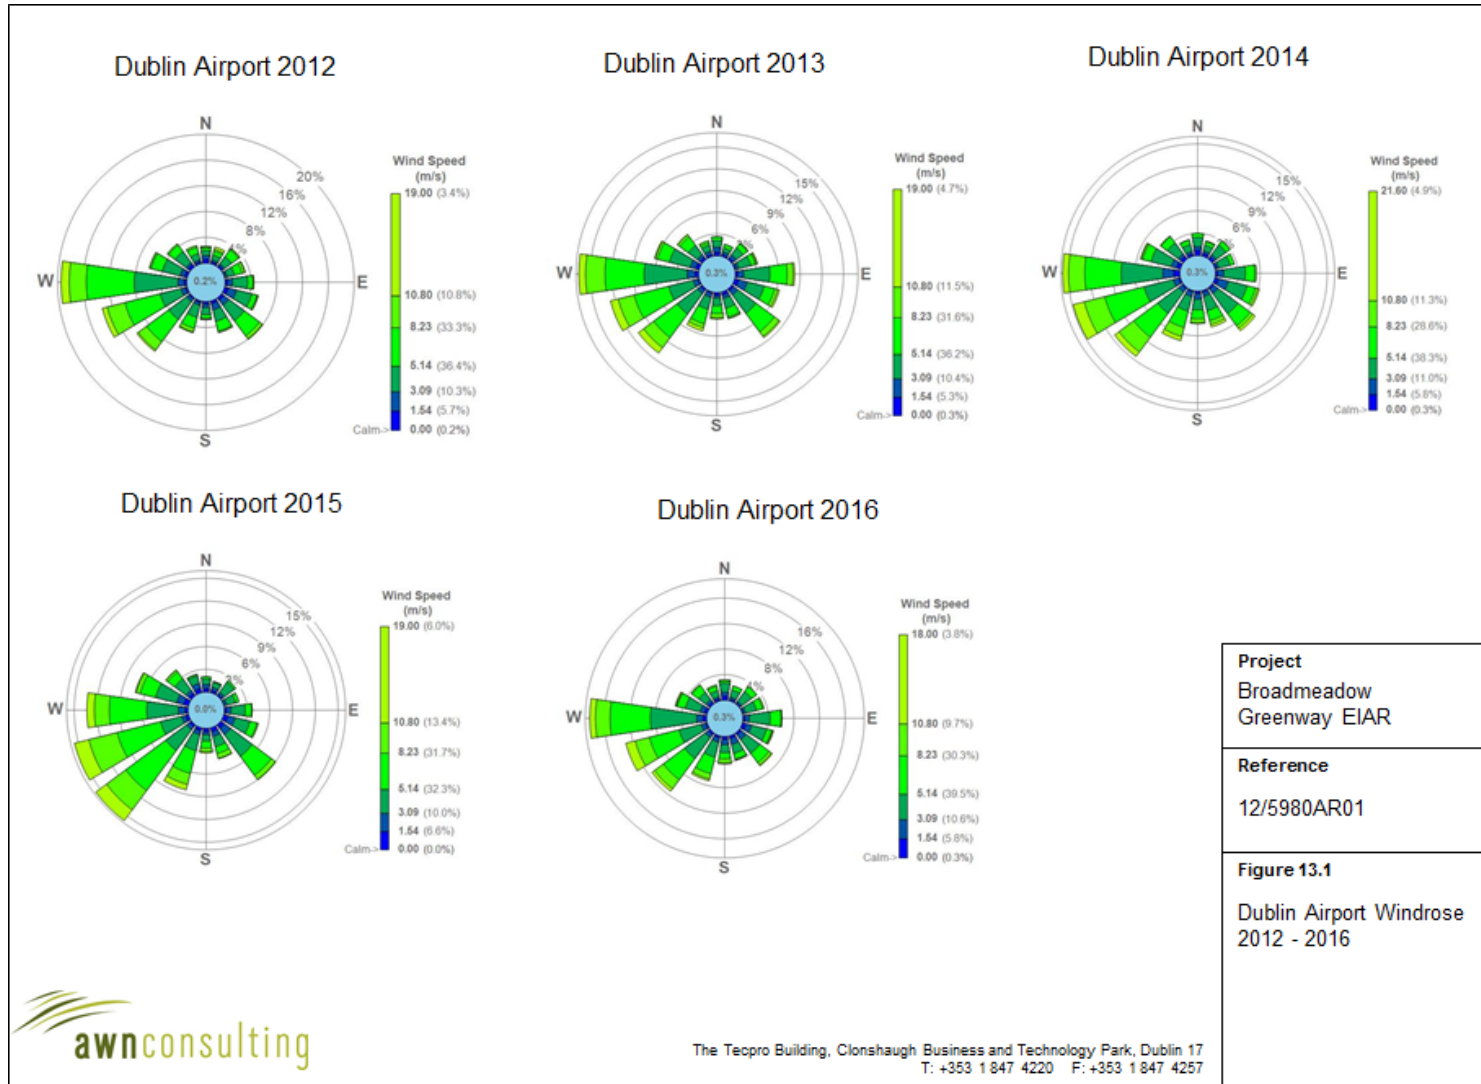 Dublin Airport 2012
N
20%
16%
12%
8%
4%
W
E
0.2%
S
Wind Speed
(m/s)
19.00 (3.4%)
10.80 (10.8%)
8.23 (33.3%)
5.14 (36.4%)
3.09 (10.3%)
1.54 (5.7%)
Calm-> 0.00 (0.2%)
Dublin Airport 2013
N
15%
12%
9%
6%
3%
W
E
0.3%
S
Wind Speed
(m/s)
19.00 (4.7%)
10.80 (11.5%)
8.23 (31.6%)
5.14 (36.2%)
3.09 (10.4%)
1.54 (5.3%)
Calm-> 0.00 (0.3%)
Dublin Airport 2014
N
15%
12%
9%
6%
W
E
0.3%
S
Wind Speed
(m/s)
21.60 (4.9%)
10.80 (11.3%)
8.23 (28.6%)
5.14 (38.3%)
3.09 (11.0%)
1.54 (5.8%)
Calm-> 0.00 (0.3%)
Dublin Airport 2015
N
15%
12%
9%
6%
3%
W
E
0.0%
S
Wind Speed
(m/s)
19.00 (6.0%)
10.80 (13.4%)
8.23 (31.7%)
5.14 (32.3%)
3.09 (10.0%)
1.54 (6.6%)
Calm-> 0.00 (0.0%)
Dublin Airport 2016
N
16%
12%
8%
4%
W
E
0.3%
S
Wind Speed
(m/s)
18.00 (3.8%)
10.80 (9.7%)
8.23 (30.3%)
5.14 (39.5%)
3.09 (10.6%)
1.54 (5.8%)
Calm-> 0.00 (0.3%)
Project
Broadmeadow
Greenway EIAR
Reference
12/5980AR01
Figure 13.1
Dublin Airport Windrose
2012 - 2016
awnconsulting
The Tecpro Building, Clonshaugh Business and Technology Park, Dublin 17
T: +353 1 847 4220 F: +353 1 847 4257